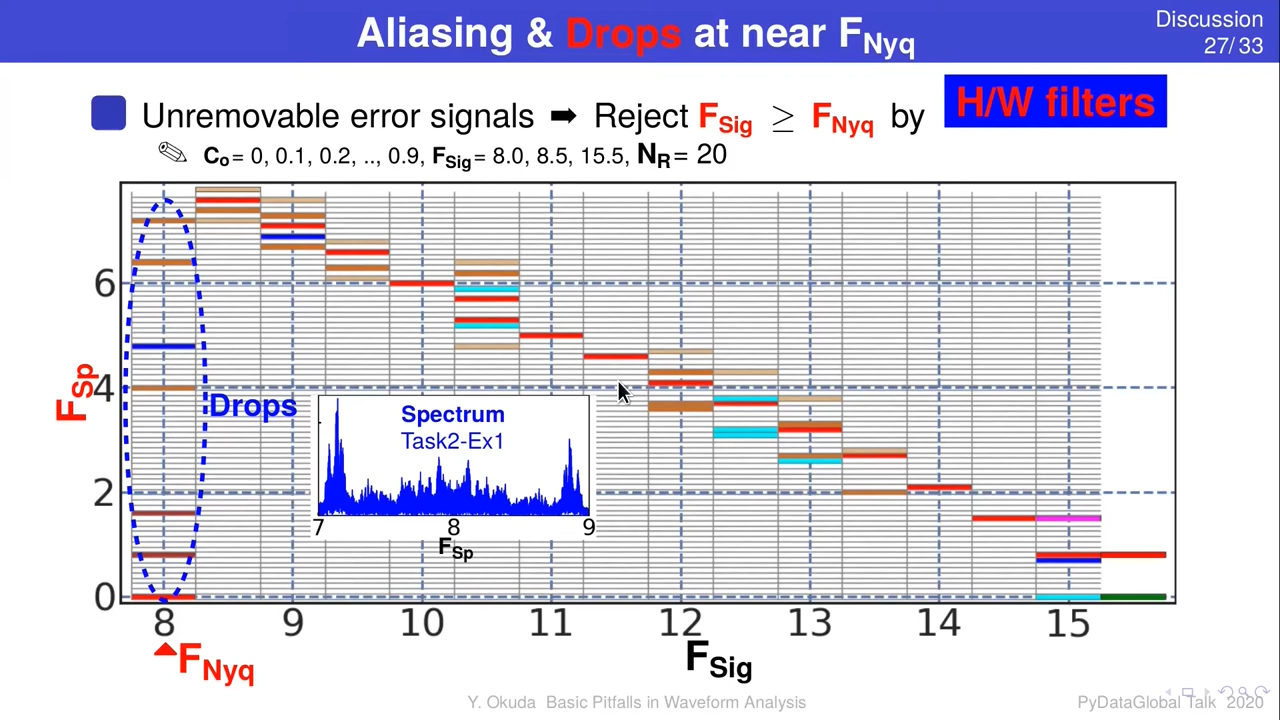 Aliasing & Drops at near FNyq
Discussion
27/33
Unremovable error signals ➡ Reject FSig ≥ FNyq by H/W filters
✎ Co = 0, 0.1, 0.2, .., 0.9, FSig = 8.0, 8.5, 15.5, NR = 20
6
4
2
0
FSp
Drops
Spectrum
Task2-Ex1
7 8 9
FSp
8 9 10 11 12 13 14 15
FNyq
FSig
Y. Okuda Basic Pitfalls in Waveform Analysis
PyDataGlobal Talk 2020